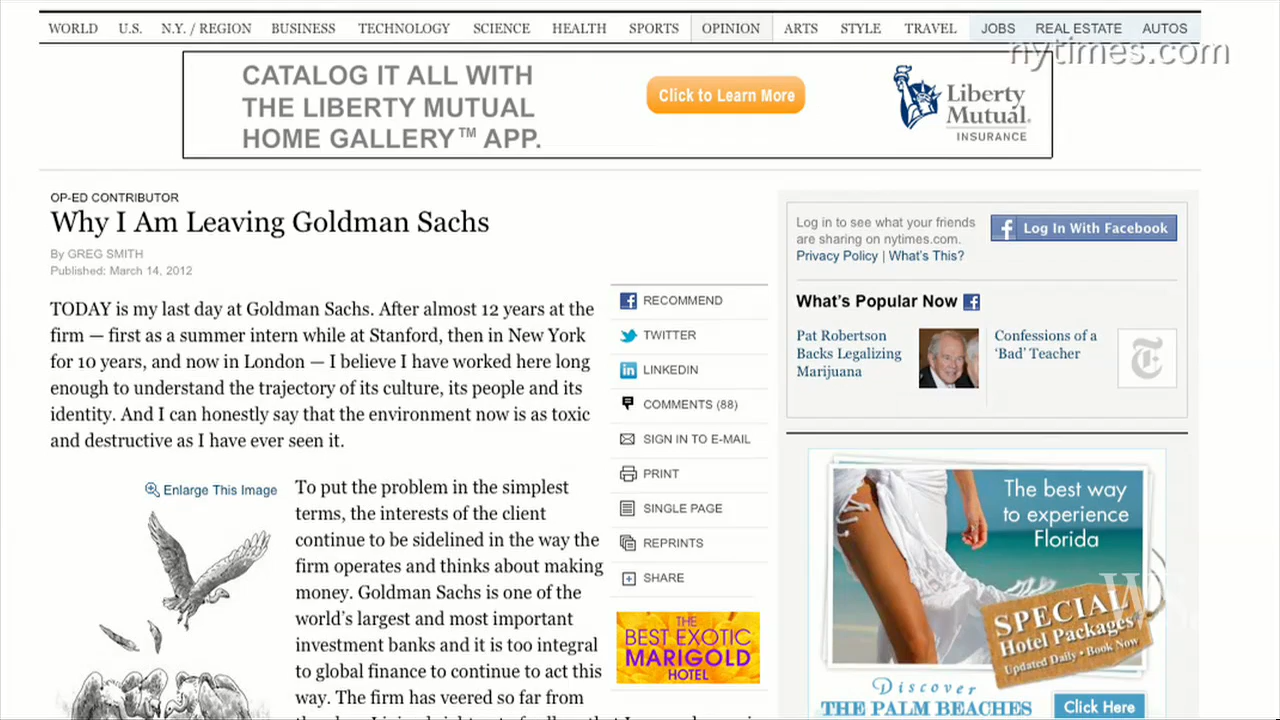 WORLD U.S. N.Y. / REGION BUSINESS TECHNOLOGY SCIENCE HEALTH SPORTS OPINION ARTS STYLE TRAVEL JOBS REAL ESTATE AUTOS
nytimes.com
CATALOG IT ALL WITH
THE LIBERTY MUTUAL
HOME GALLERY™ APP.
Click to Learn More
Liberty
Mutual.
INSURANCE
OP-ED CONTRIBUTOR
Why I Am Leaving Goldman Sachs
By GREG SMITH
Published: March 14, 2012
TODAY is my last day at Goldman Sachs. After almost 12 years at the
firm — first as a summer intern while at Stanford, then in New York
for 10 years, and now in London — I believe I have worked here long
enough to understand the trajectory of its culture, its people and its
identity. And I can honestly say that the environment now is as toxic
and destructive as I have ever seen it.
Enlarge This Image
To put the problem in the simplest
terms, the interests of the client
continue to be sidelined in the way the
firm operates and thinks about making
money. Goldman Sachs is one of the
world's largest and most important
investment banks and it is too integral
to global finance to continue to act this
way. The firm has veered so far from
RECOMMEND
TWITTER
LINKEDIN
COMMENTS (88)
SIGN IN TO E-MAIL
PRINT
SINGLE PAGE
REPRINTS
SHARE
THE
BEST EXOTIC
MARIGOLD
HOTEL
Log in to see what your friends
are sharing on nytimes.com.
Privacy Policy | What's This?
Log In With Facebook
What's Popular Now
Pat Robertson
Backs Legalizing
Marijuana
Confessions of a
'Bad' Teacher
The best way
to experience
Florida
SPECIAL
Hotel Packages
Updated Daily • Book Now
Discover
THE PALM BEACHES
Click Here